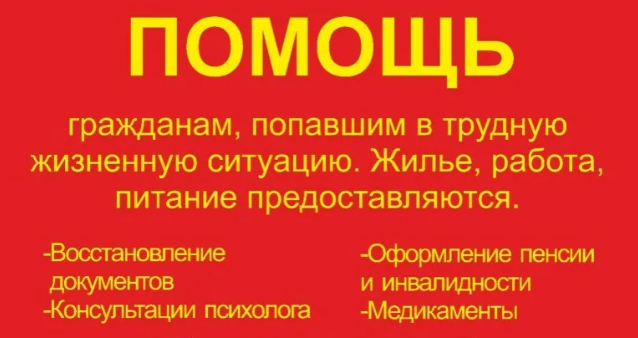 ПОМОЩЬ
гражданам, попавшим в трудную
жизненную ситуацию. Жилье, работа,
питание предоставляются.
-Восстановление
документов
-Консультации психолога
-Оформление пенсии
и инвалидности
-Медикаменты